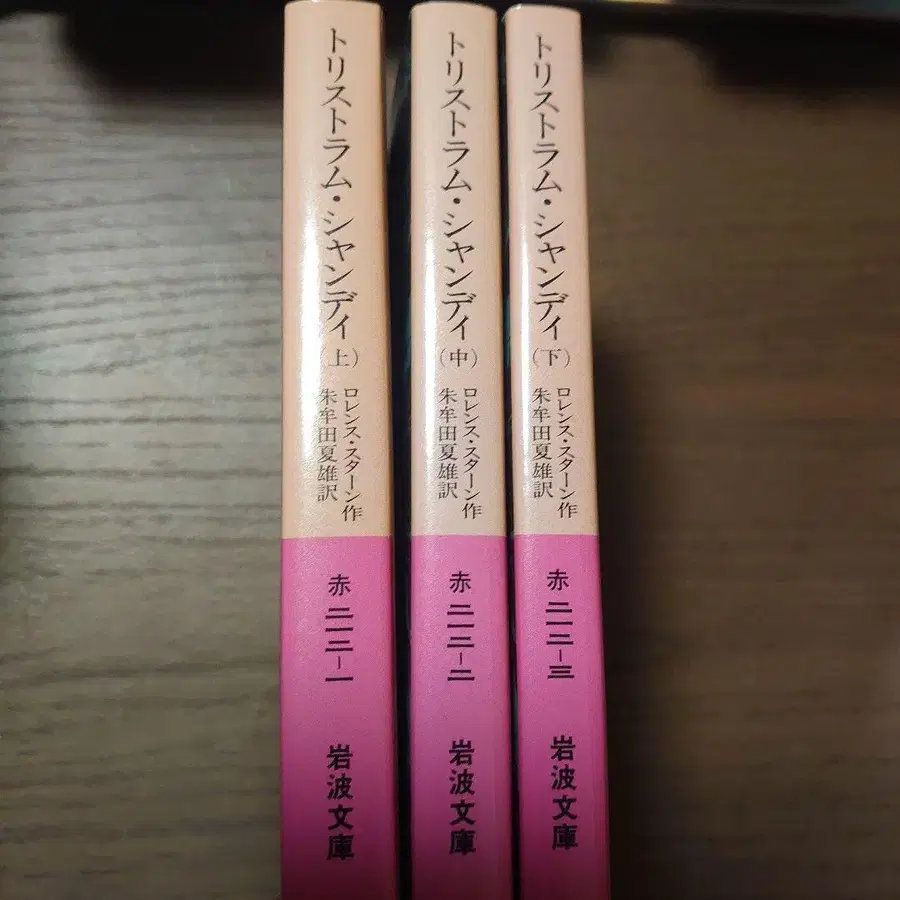 トリストラム・シャンディ(上)
ロレンス・スターン作
朱牟田夏雄訳
赤二一二-一
岩波文庫
トリストラム・シャンディ(中)
ロレンス・スターン作
朱牟田夏雄訳
赤二一二-二
岩波文庫
トリストラム・シャンディ(下)
ロレンス・スターン作
朱牟田夏雄訳
赤二一二-三
岩波文庫